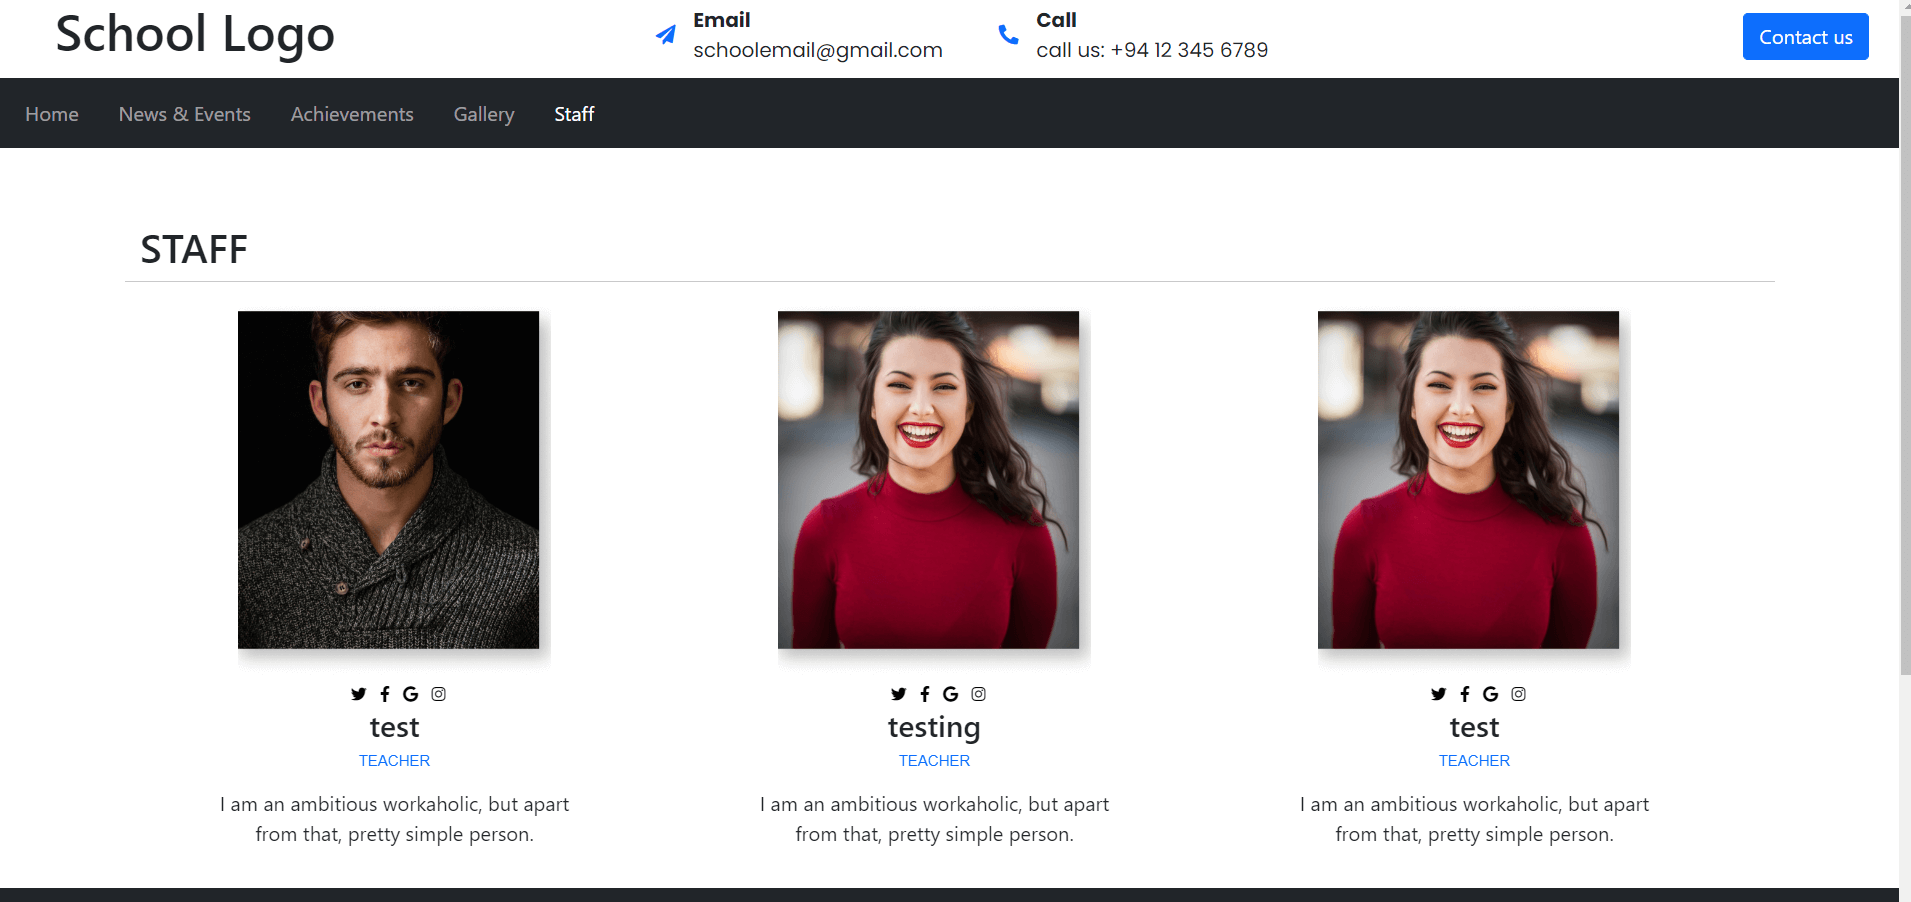 School Logo
Email
schoolemail@gmail.com
Call
call us: +94 12 345 6789
Contact us
Home
News & Events
Achievements
Gallery
Staff
STAFF
test
TEACHER
I am an ambitious workaholic, but apart
from that, pretty simple person.
testing
TEACHER
I am an ambitious workaholic, but apart
from that, pretty simple person.
test
TEACHER
I am an ambitious workaholic, but apart
from that, pretty simple person.